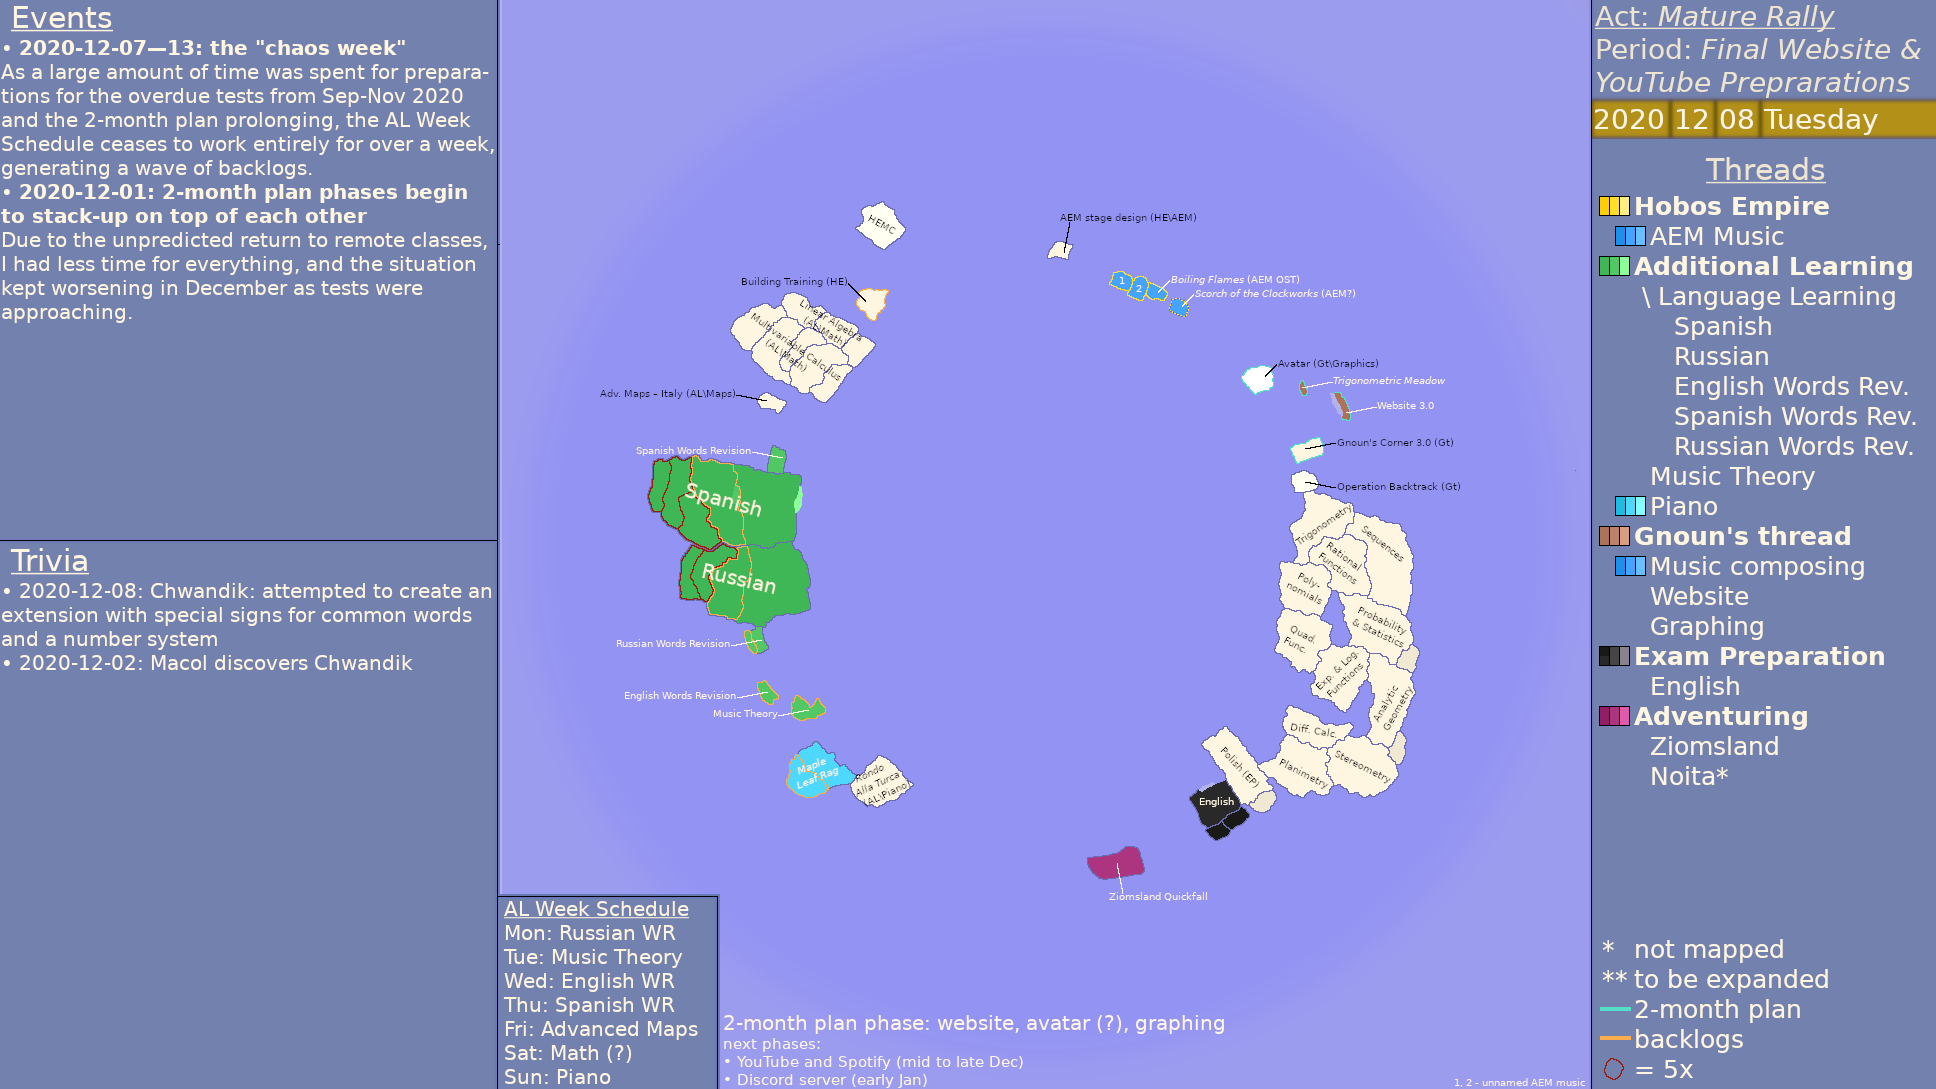 Events
• 2020-12-07—13: the "chaos week"
As a large amount of time was spent for prepara-
tions for the overdue tests from Sep-Nov 2020
and the 2-month plan prolonging, the AL Week
Schedule ceases to work entirely for over a week,
generating a wave of backlogs.
• 2020-12-01: 2-month plan phases begin
to stack-up on top of each other
Due to the unpredicted return to remote classes,
I had less time for everything, and the situation
kept worsening in December as tests were
approaching.
Trivia
• 2020-12-08: Chwandik: attempted to create an
extension with special signs for common words
and a number system
• 2020-12-02: Macol discovers Chwandik
HEMC
AEM stage design (HE\AEM)
Building Training (HE)
1
2
Boiling Flames (AEM OST)
Scorch of the Clockworks (AEM?)
Linear Algebra
(AL\Math)
Multivariable Calculus
(AL\Math)
Adv. Maps – Italy (AL\Maps)
Avatar (Gt\Graphics)
Trigonometric Meadow
Website 3.0
Gnoun's Corner 3.0 (Gt)
Operation Backtrack (Gt)
Spanish Words Revision
Spanish
Russian
Russian Words Revision
English Words Revision
Music Theory
Maple
Leaf Rag
Rondo
Alla Turca
(AL\Piano)
Trigonometry
Sequences
Rational
Functions
Poly-
nomials
Probability
& Statistics
Quad.
Func.
Exp. & Log.
Functions
Analytic
Geometry
Diff. Calc.
Stereometry
Planimetry
Polish (EP)
English
Ziomsland Quickfall
AL Week Schedule
Mon: Russian WR
Tue: Music Theory
Wed: English WR
Thu: Spanish WR
Fri: Advanced Maps
Sat: Math (?)
Sun: Piano
2-month plan phase: website, avatar (?), graphing
next phases:
• YouTube and Spotify (mid to late Dec)
• Discord server (early Jan)
1, 2 - unnamed AEM music
Act: Mature Rally
Period: Final Website &
YouTube Preprarations
2020 12 08 Tuesday
Threads
Hobos Empire
AEM Music
Additional Learning
\ Language Learning
Spanish
Russian
English Words Rev.
Spanish Words Rev.
Russian Words Rev.
Music Theory
Piano
Gnoun's thread
Music composing
Website
Graphing
Exam Preparation
English
Adventuring
Ziomsland
Noita*
* not mapped
** to be expanded
2-month plan
backlogs
= 5x